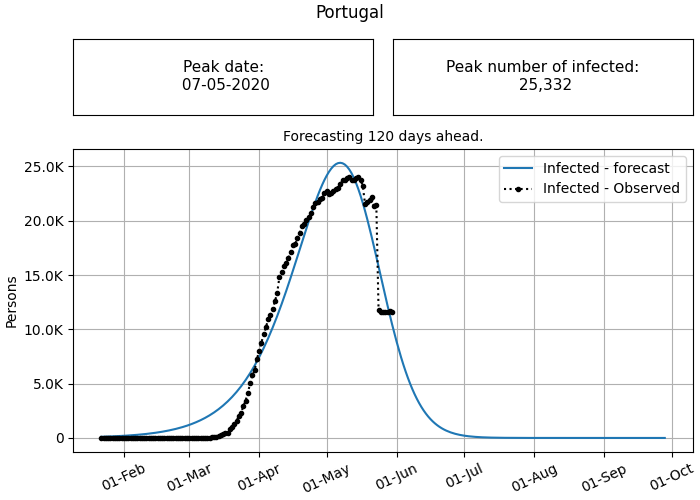 Portugal
Peak date:
07-05-2020
Peak number of infected:
25,332
Forecasting 120 days ahead.
Infected - forecast
Infected - Observed
Persons
25.0K
20.0K
15.0K
10.0K
5.0K
0
01-Feb
01-Mar
01-Apr
01-May
01-Jun
01-Jul
01-Aug
01-Sep
01-Oct